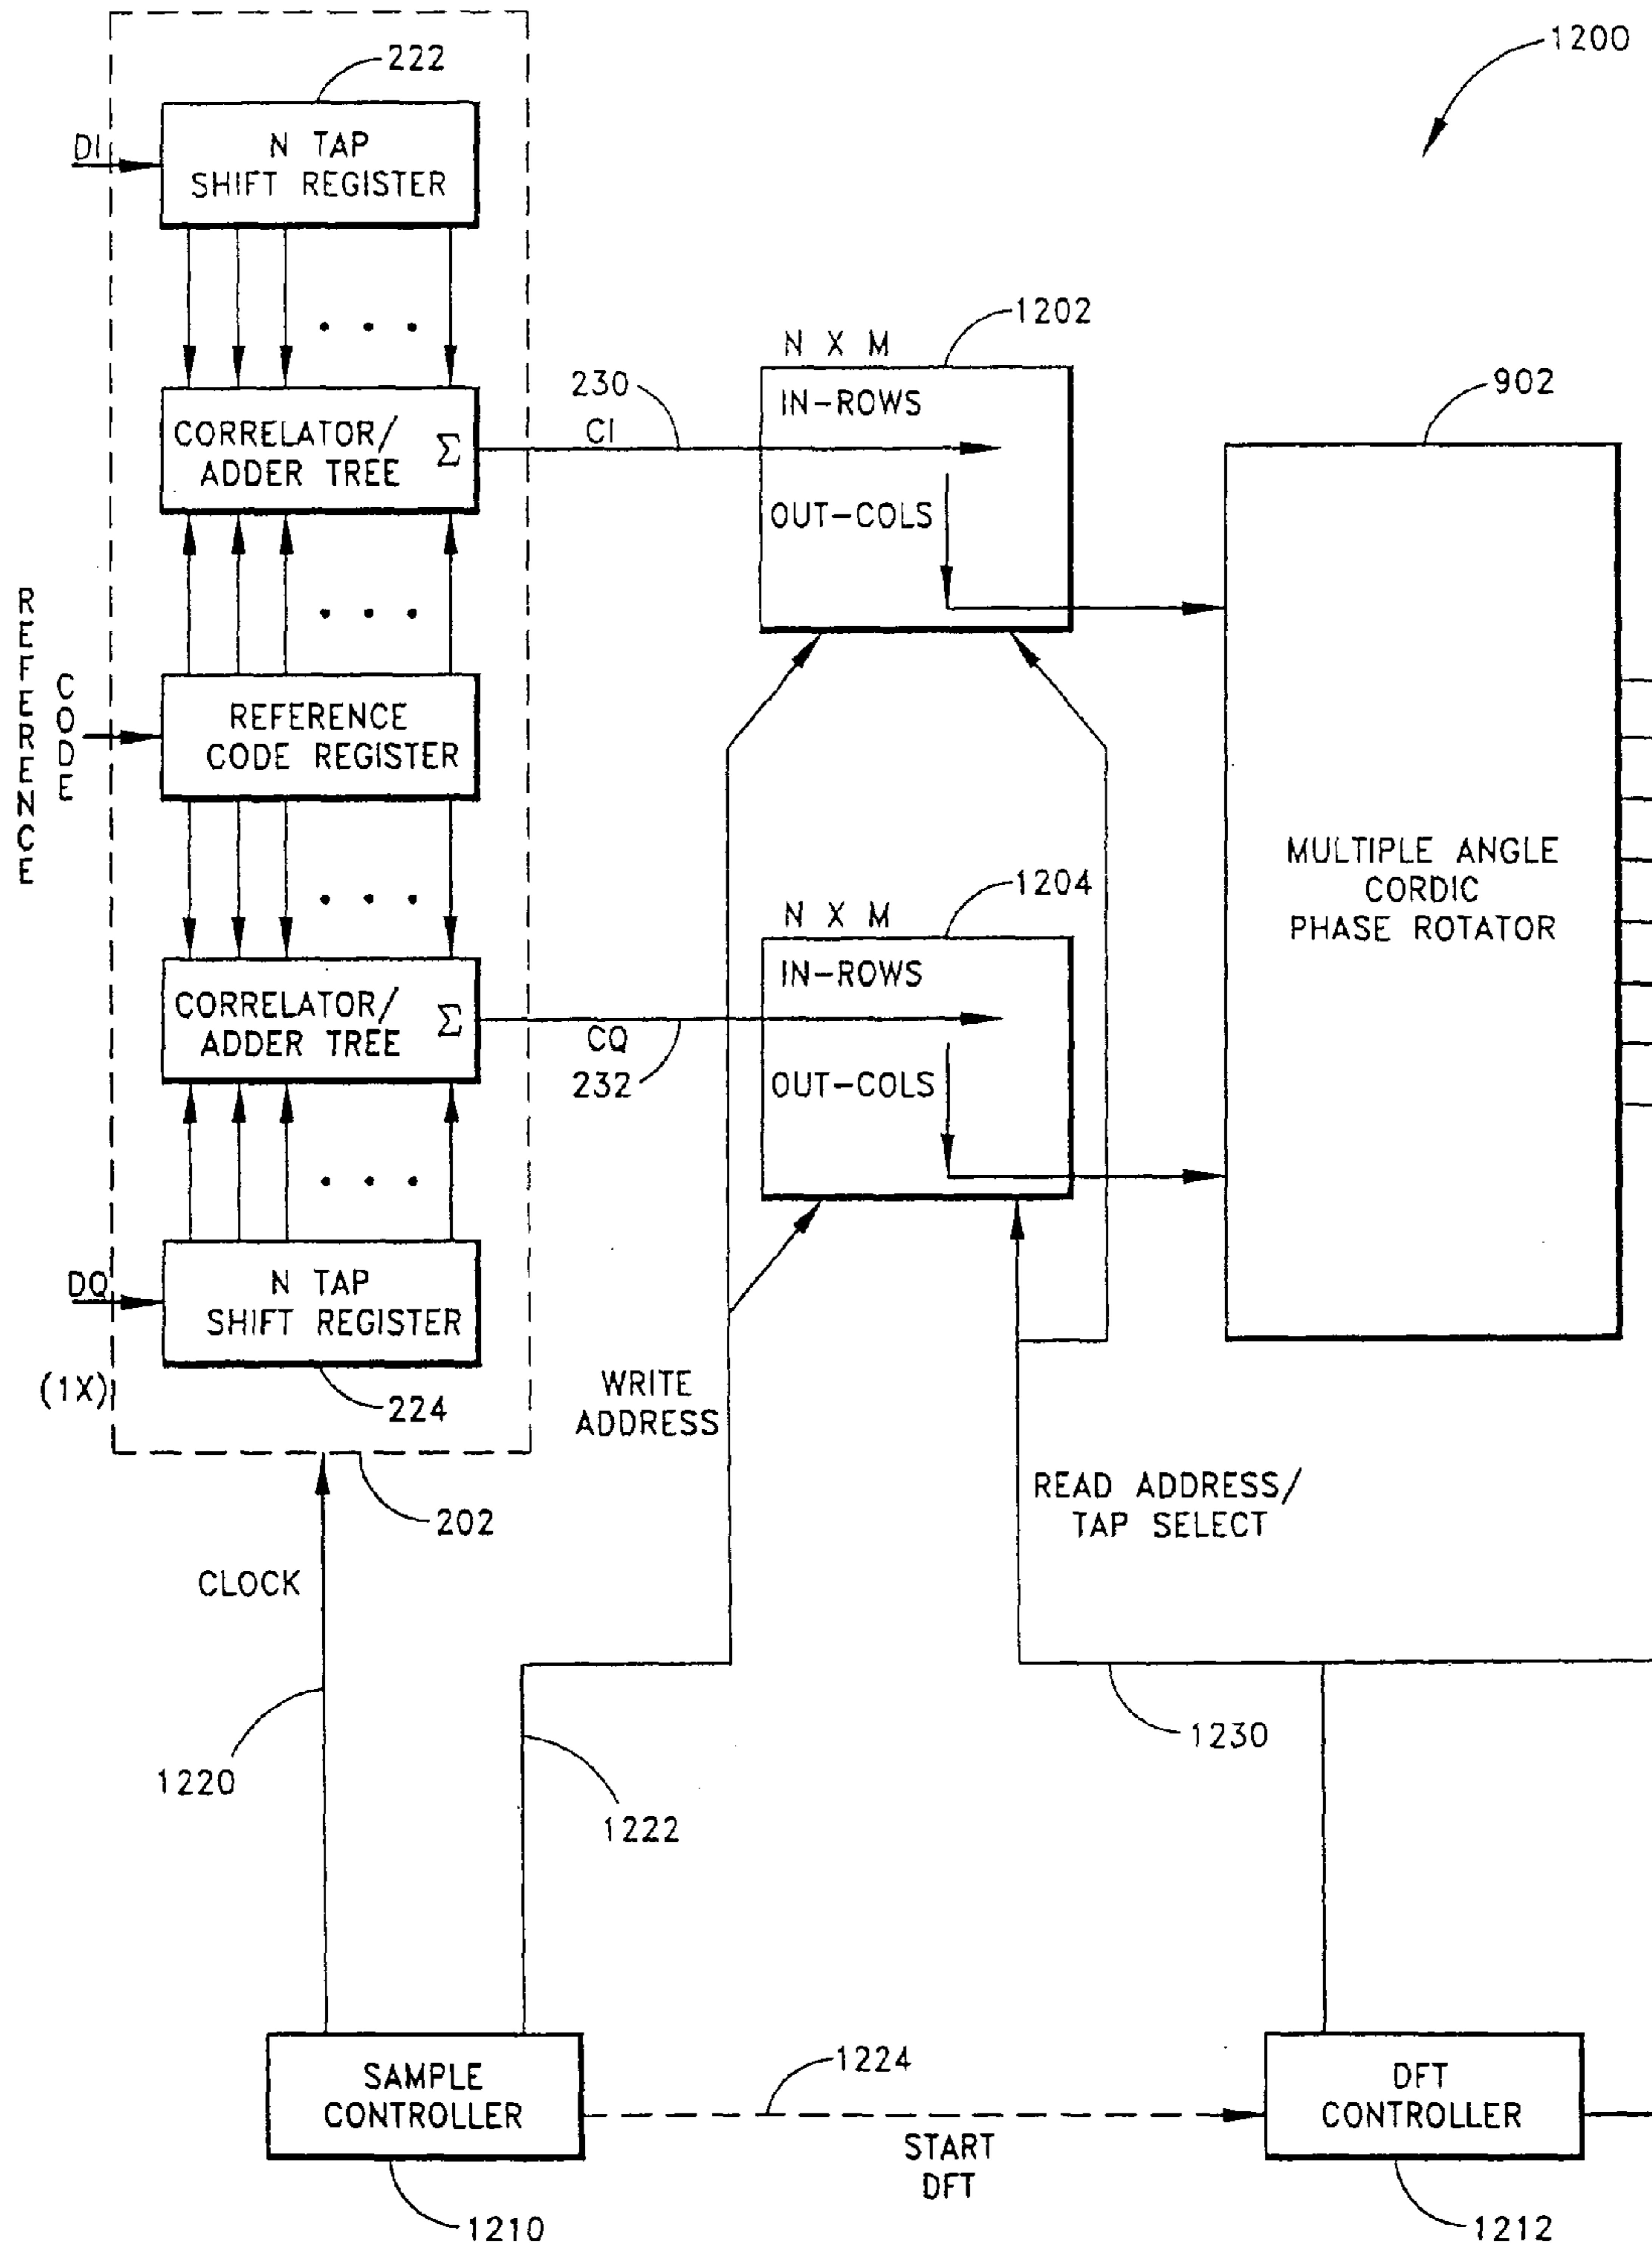 1200
222
DI
N TAP
SHIFT REGISTER
1202
N X M
IN-ROWS
230
CI
902
CORRELATOR/
ADDER TREE Σ
OUT-COLS
REFERENCE
CODE
REFERENCE
CODE REGISTER
MULTIPLE ANGLE
CORDIC
PHASE ROTATOR
1204
N X M
IN-ROWS
CORRELATOR/
ADDER TREE Σ
CQ
232
OUT-COLS
DQ
N TAP
SHIFT REGISTER
(1X)
224
WRITE
ADDRESS
READ ADDRESS/
TAP SELECT
202
CLOCK
1230
1220
1222
SAMPLE
CONTROLLER
1224
START
DFT
DFT
CONTROLLER
1210
1212